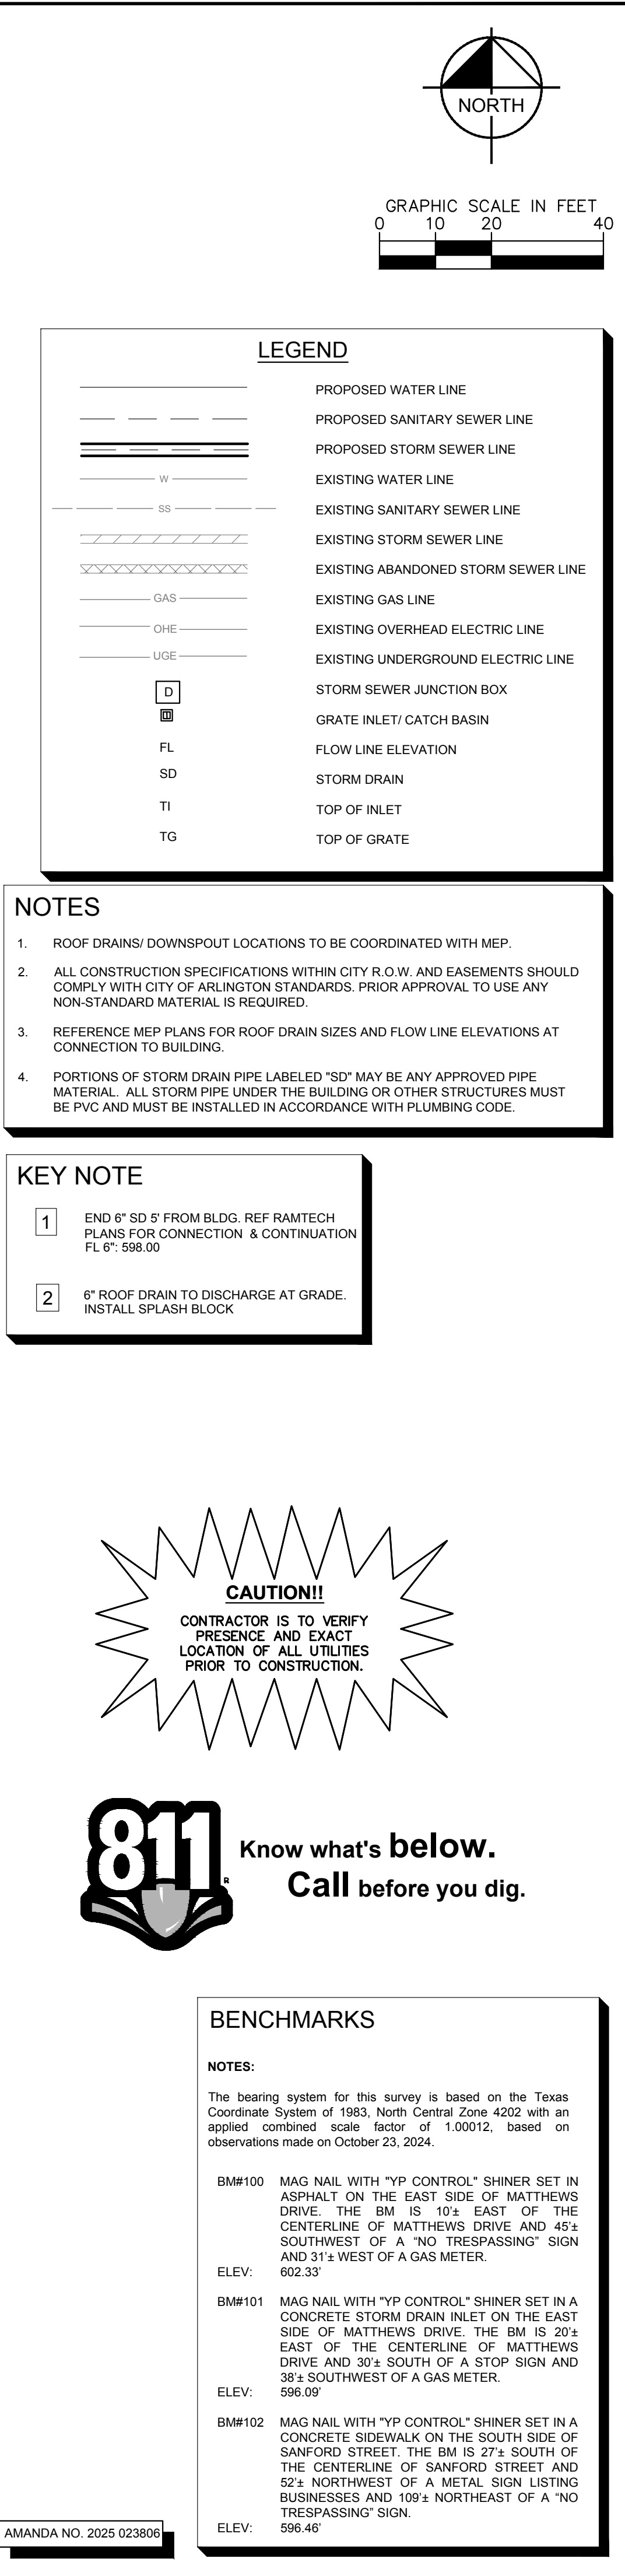 NORTH
GRAPHIC SCALE IN FEET
0 10 20 40
LEGEND
PROPOSED WATER LINE
PROPOSED SANITARY SEWER LINE
PROPOSED STORM SEWER LINE
W EXISTING WATER LINE
SS EXISTING SANITARY SEWER LINE
EXISTING STORM SEWER LINE
EXISTING ABANDONED STORM SEWER LINE
GAS EXISTING GAS LINE
OHE EXISTING OVERHEAD ELECTRIC LINE
UGE EXISTING UNDERGROUND ELECTRIC LINE
D STORM SEWER JUNCTION BOX
GRATE INLET/ CATCH BASIN
FL FLOW LINE ELEVATION
SD STORM DRAIN
TI TOP OF INLET
TG TOP OF GRATE
NOTES
1. ROOF DRAINS/ DOWNSPOUT LOCATIONS TO BE COORDINATED WITH MEP.
2. ALL CONSTRUCTION SPECIFICATIONS WITHIN CITY R.O.W. AND EASEMENTS SHOULD
COMPLY WITH CITY OF ARLINGTON STANDARDS. PRIOR APPROVAL TO USE ANY
NON-STANDARD MATERIAL IS REQUIRED.
3. REFERENCE MEP PLANS FOR ROOF DRAIN SIZES AND FLOW LINE ELEVATIONS AT
CONNECTION TO BUILDING.
4. PORTIONS OF STORM DRAIN PIPE LABELED "SD" MAY BE ANY APPROVED PIPE
MATERIAL. ALL STORM PIPE UNDER THE BUILDING OR OTHER STRUCTURES MUST
BE PVC AND MUST BE INSTALLED IN ACCORDANCE WITH PLUMBING CODE.
KEY NOTE
1 END 6" SD 5' FROM BLDG. REF RAMTECH
PLANS FOR CONNECTION & CONTINUATION
FL 6": 598.00
2 6" ROOF DRAIN TO DISCHARGE AT GRADE.
INSTALL SPLASH BLOCK
CAUTION!!
CONTRACTOR IS TO VERIFY
PRESENCE AND EXACT
LOCATION OF ALL UTILITIES
PRIOR TO CONSTRUCTION.
811
R
Know what's below.
Call before you dig.
BENCHMARKS
NOTES:
The bearing system for this survey is based on the Texas
Coordinate System of 1983, North Central Zone 4202 with an
applied combined scale factor of 1.00012, based on
observations made on October 23, 2024.
BM#100 MAG NAIL WITH "YP CONTROL" SHINER SET IN
ASPHALT ON THE EAST SIDE OF MATTHEWS
DRIVE. THE BM IS 10'± EAST OF THE
CENTERLINE OF MATTHEWS DRIVE AND 45'±
SOUTHWEST OF A “NO TRESPASSING” SIGN
AND 31'± WEST OF A GAS METER.
ELEV: 602.33'
BM#101 MAG NAIL WITH "YP CONTROL" SHINER SET IN A
CONCRETE STORM DRAIN INLET ON THE EAST
SIDE OF MATTHEWS DRIVE. THE BM IS 20'±
EAST OF THE CENTERLINE OF MATTHEWS
DRIVE AND 30'± SOUTH OF A STOP SIGN AND
38'± SOUTHWEST OF A GAS METER.
ELEV: 596.09'
BM#102 MAG NAIL WITH "YP CONTROL" SHINER SET IN A
CONCRETE SIDEWALK ON THE SOUTH SIDE OF
SANFORD STREET. THE BM IS 27'± SOUTH OF
THE CENTERLINE OF SANFORD STREET AND
52'± NORTHWEST OF A METAL SIGN LISTING
BUSINESSES AND 109'± NORTHEAST OF A “NO
TRESPASSING” SIGN.
ELEV: 596.46'
AMANDA NO. 2025 023806